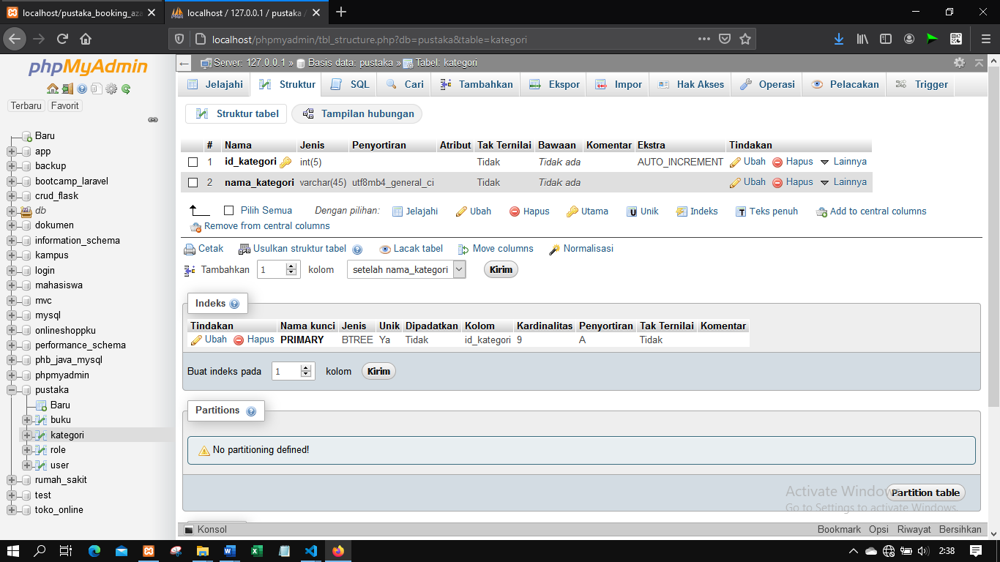 localhost/pustaka_booking_aza
localhost / 127.0.0.1 / pustaka /
localhost/phpmyadmin/tbl_structure.php?db=pustaka&table=kategori
phpMyAdmin
Terbaru Favorit
Baru
app
backup
bootcamp_laravel
crud_flask
db
dokumen
information_schema
kampus
login
mahasiswa
mvc
mysql
onlineshoppku
performance_schema
phb_java_mysql
phpmyadmin
pustaka
Baru
buku
kategori
role
user
rumah_sakit
test
toko_online
Server: 127.0.0.1 » Basis data: pustaka » Tabel: kategori
Jelajahi Struktur SQL Cari Tambahkan Ekspor Impor Hak Akses Operasi Pelacakan Trigger
Struktur tabel Tampilan hubungan
# Nama Jenis Penyortiran Atribut Tak Ternilai Bawaan Komentar Ekstra Tindakan
1 id_kategori int(5) Tidak Tidak ada AUTO_INCREMENT Ubah Hapus Lainnya
2 nama_kategori varchar(45) utf8mb4_general_ci Tidak Tidak ada Ubah Hapus Lainnya
Pilih Semua Dengan pilihan: Jelajahi Ubah Hapus Utama Unik Indeks Teks penuh Add to central columns
Remove from central columns
Cetak Usulkan struktur tabel Lacak tabel Move columns Normalisasi
Tambahkan 1 kolom setelah nama_kategori Kirim
Indeks
Tindakan Nama kunci Jenis Unik Dipadatkan Kolom Kardinalitas Penyortiran Tak Ternilai Komentar
Ubah Hapus PRIMARY BTREE Ya Tidak id_kategori 9 A Tidak
Buat indeks pada 1 kolom Kirim
Partitions
No partitioning defined!
Partition table
Activate Windows
Go to Settings to activate Windows.
Konsol Bookmark Opsi Riwayat Bersihkan
2:38